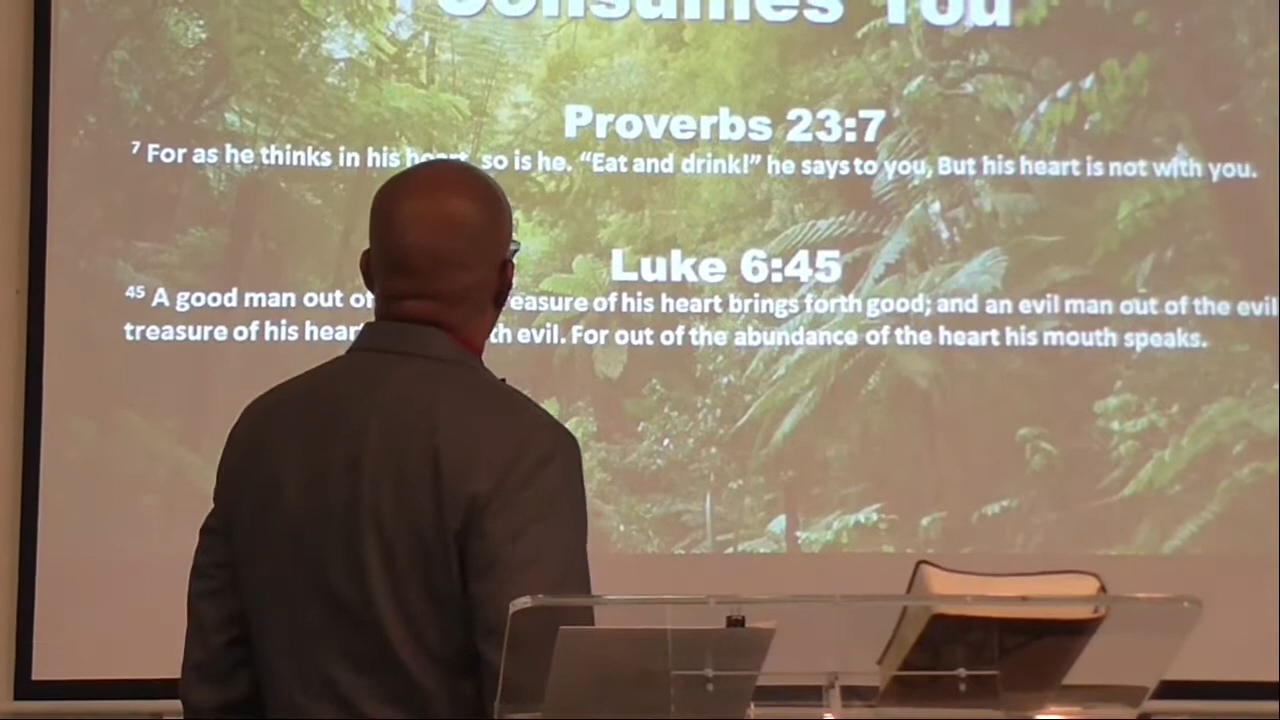 Consumes You
Proverbs 23:7
7 For as he thinks in his heart, so is he. “Eat and drink!” he says to you, But his heart is not with you.
Luke 6:45
45 A good man out of easure of his heart brings forth good; and an evil man out of the evil
treasure of his hear th evil. For out of the abundance of the heart his mouth speaks.